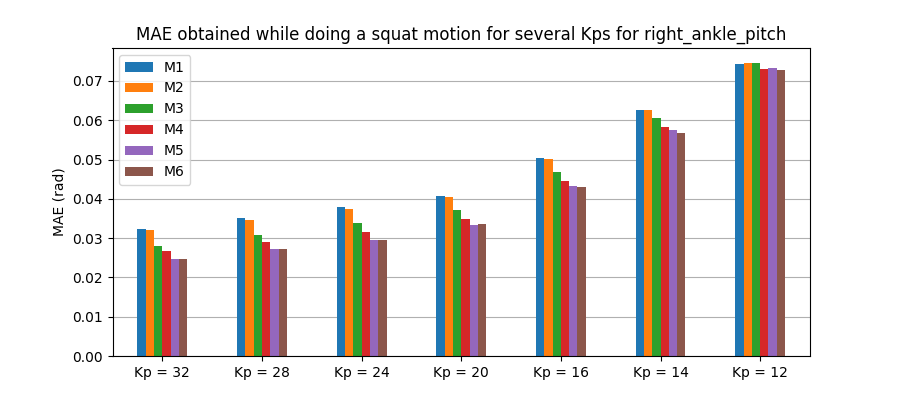 MAE obtained while doing a squat motion for several Kps for right_ankle_pitch
M1
M2
M3
M4
M5
M6
MAE (rad)
0.07
0.06
0.05
0.04
0.03
0.02
0.01
0.00
Kp = 32
Kp = 28
Kp = 24
Kp = 20
Kp = 16
Kp = 14
Kp = 12